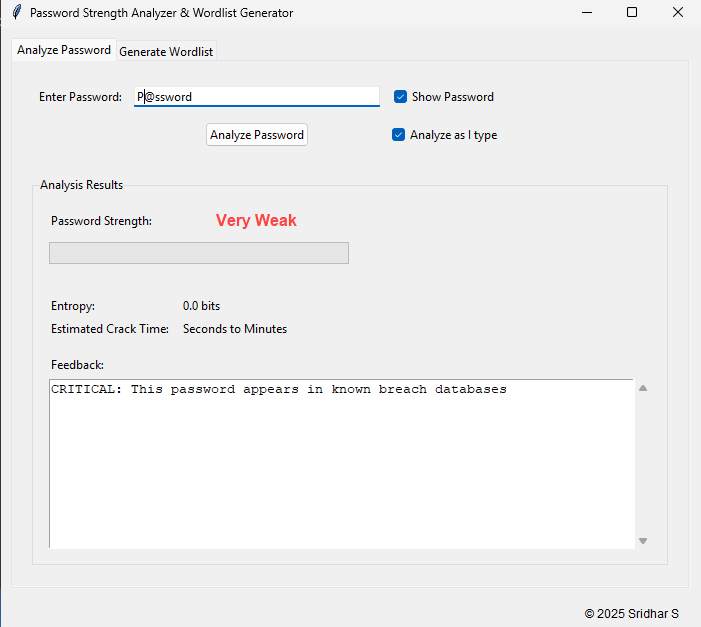 Password Strength Analyzer & Wordlist Generator
Analyze Password Generate Wordlist
Enter Password: P@ssword Show Password
Analyze Password Analyze as I type
Analysis Results
Password Strength: Very Weak
Entropy: 0.0 bits
Estimated Crack Time: Seconds to Minutes
Feedback:
CRITICAL: This password appears in known breach databases
© 2025 Sridhar S